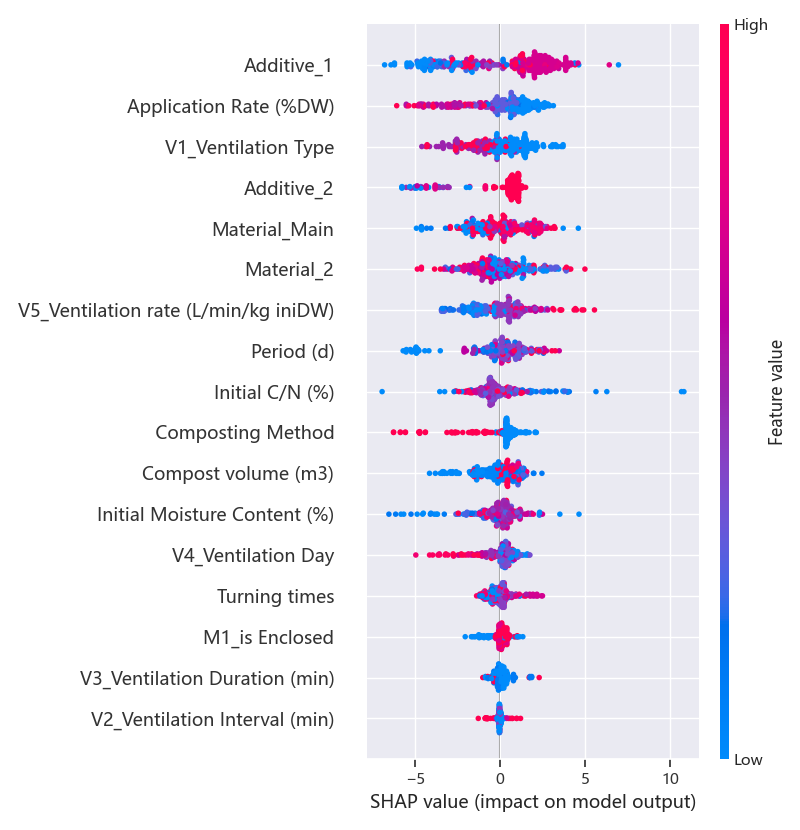 High
Additive_1
Application Rate (%DW)
V1_Ventilation Type
Additive_2
Material_Main
Material_2
V5_Ventilation rate (L/min/kg iniDW)
Period (d)
Initial C/N (%)
Composting Method
Compost volume (m3)
Initial Moisture Content (%)
V4_Ventilation Day
Turning times
M1_is Enclosed
V3_Ventilation Duration (min)
V2_Ventilation Interval (min)
Feature value
Low
−5 0 5 10
SHAP value (impact on model output)